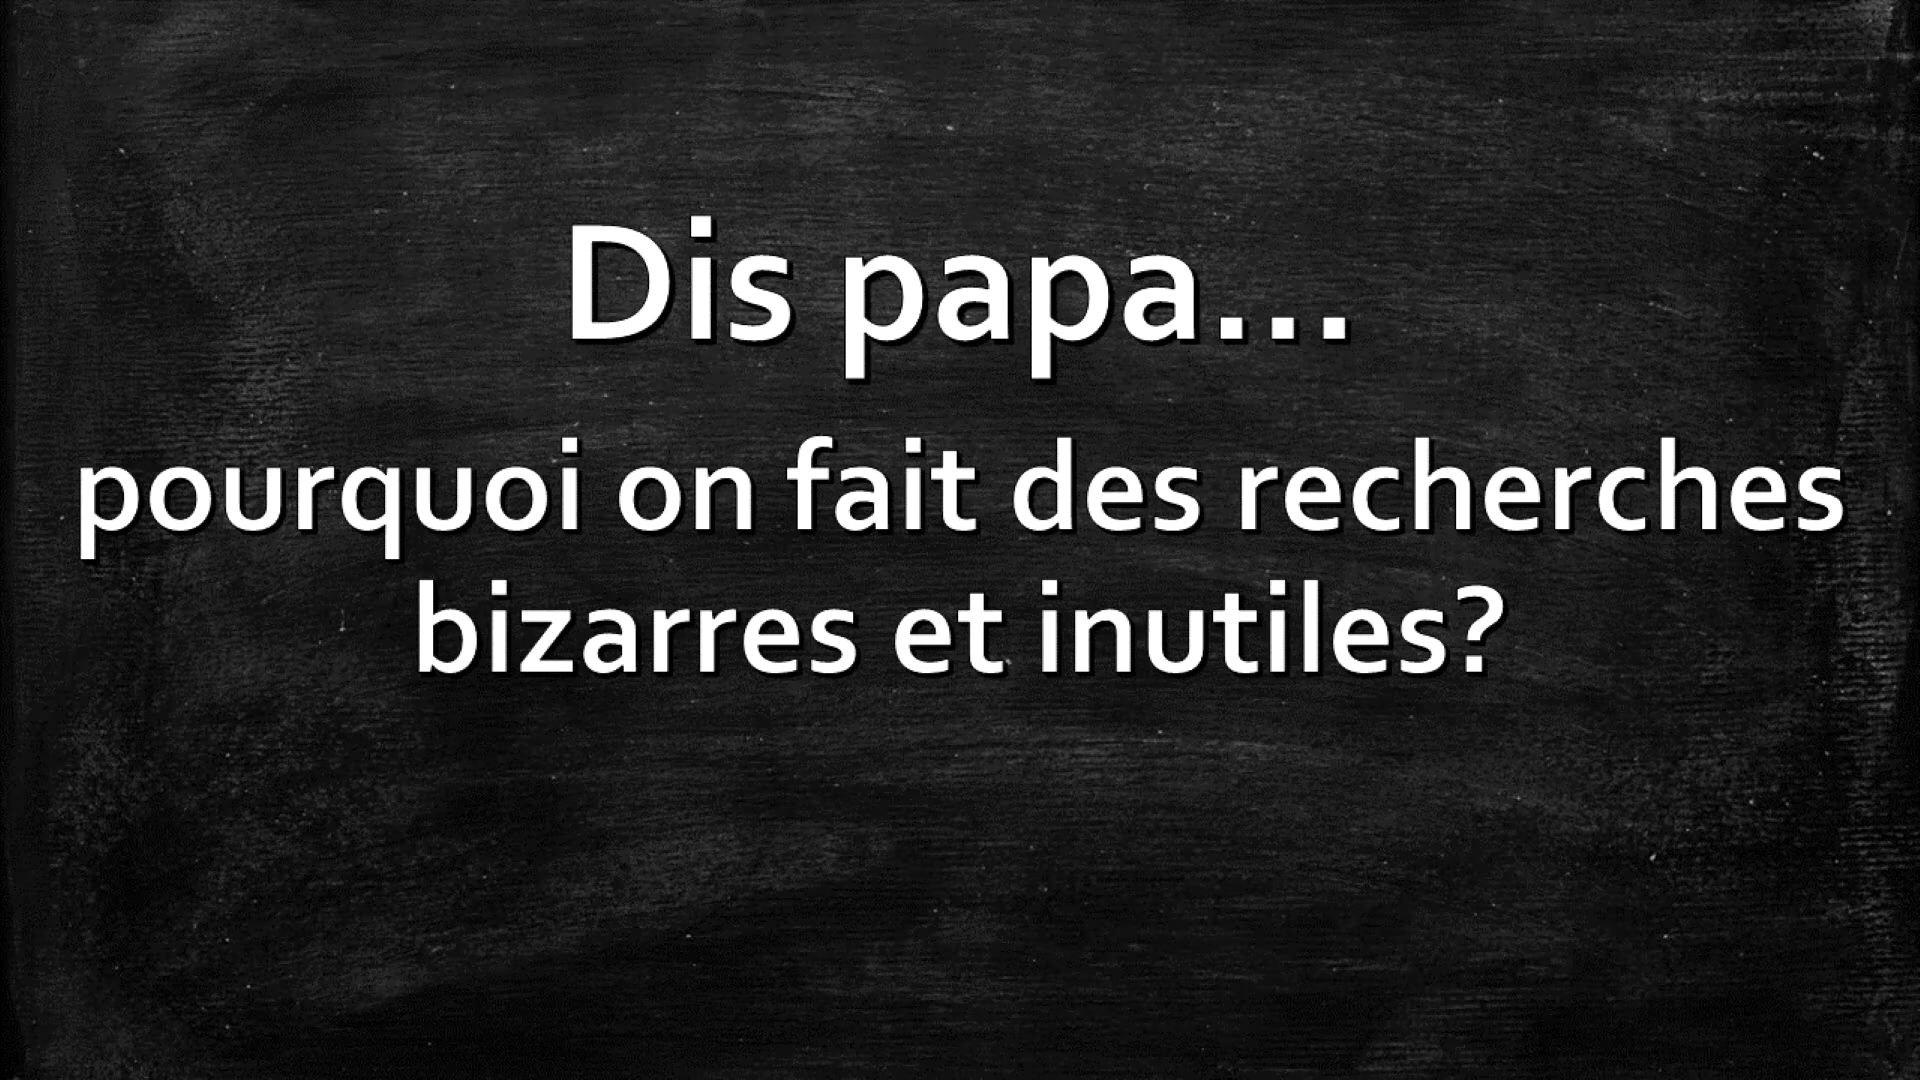 Dis papa...
pourquoi on fait des recherches
bizarres et inutiles?